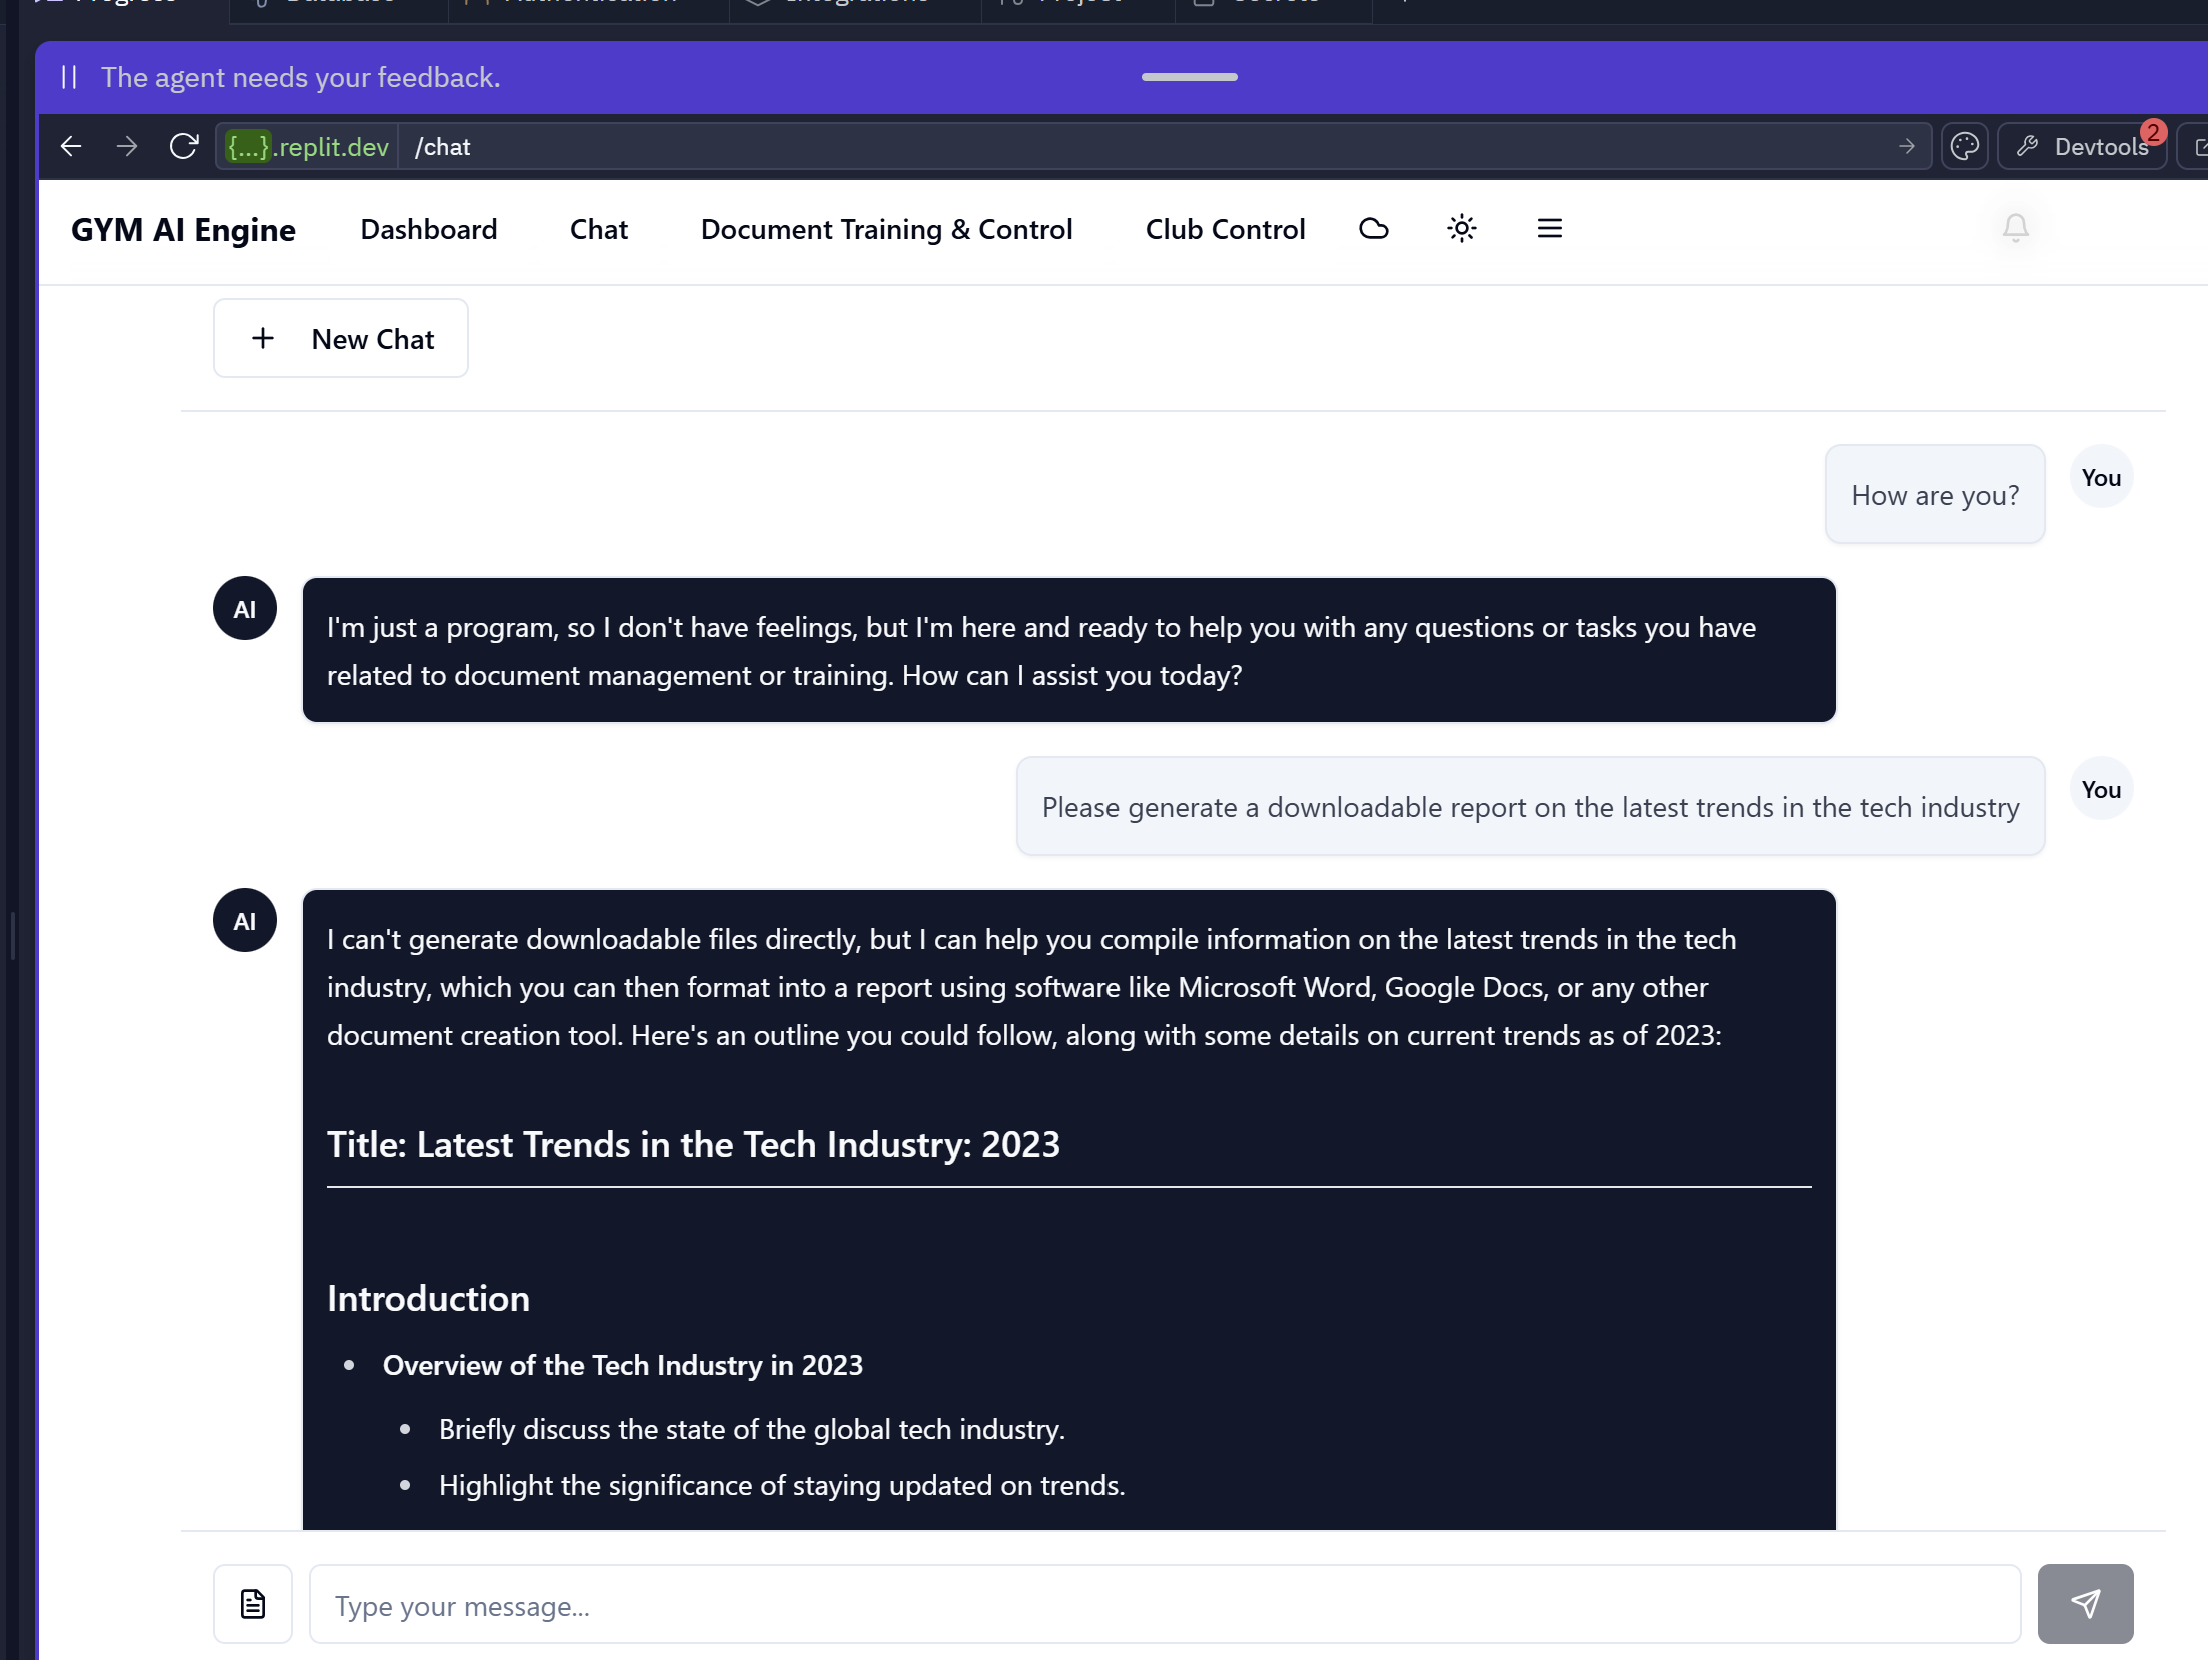 The agent needs your feedback.
{...}.replit.dev /chat
Devtools 2
GYM AI Engine Dashboard Chat Document Training & Control Club Control
+ New Chat
How are you?
You
AI
I'm just a program, so I don't have feelings, but I'm here and ready to help you with any questions or tasks you have
related to document management or training. How can I assist you today?
Please generate a downloadable report on the latest trends in the tech industry
You
AI
I can't generate downloadable files directly, but I can help you compile information on the latest trends in the tech
industry, which you can then format into a report using software like Microsoft Word, Google Docs, or any other
document creation tool. Here's an outline you could follow, along with some details on current trends as of 2023:
Title: Latest Trends in the Tech Industry: 2023
Introduction
• Overview of the Tech Industry in 2023
• Briefly discuss the state of the global tech industry.
• Highlight the significance of staying updated on trends.
Type your message...